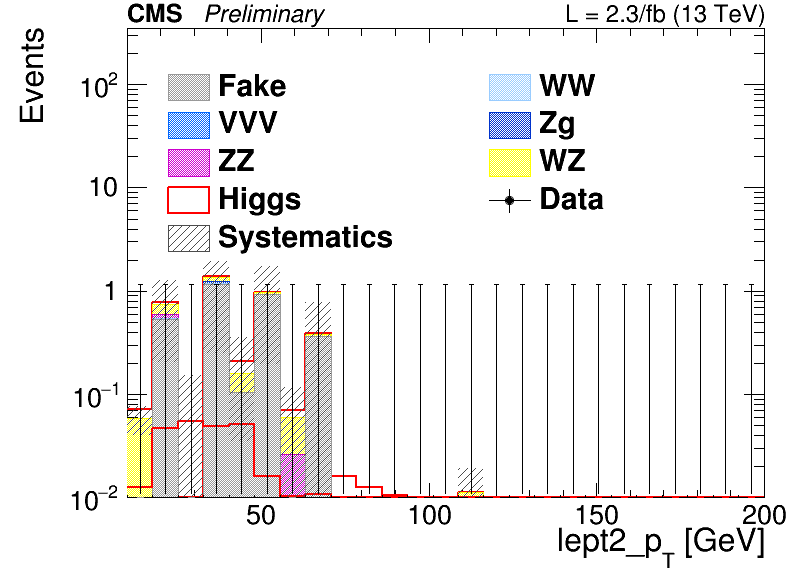 CMS Preliminary L = 2.3/fb (13 TeV)
Events
Fake WW
VVV Zg
ZZ WZ
Higgs Data
Systematics
10²
10
1
10⁻¹
10⁻²
50 100 150 200
lept2_p_T [GeV]